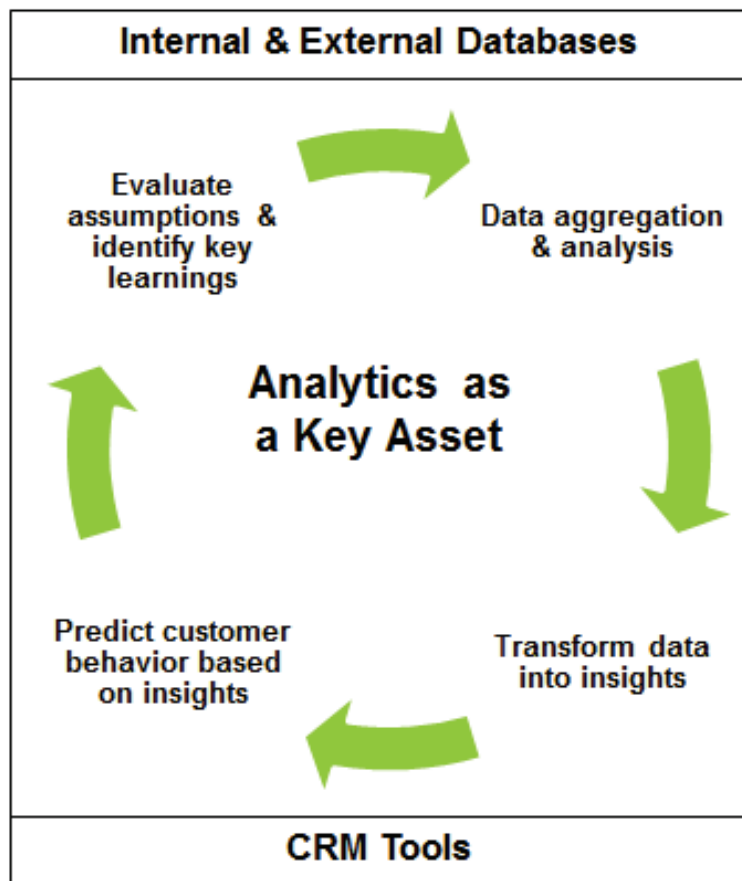 Internal & External Databases
Evaluate
assumptions &
identify key
learnings
Data aggregation
& analysis
Analytics as
a Key Asset
Predict customer
behavior based
on insights
Transform data
into insights
CRM Tools